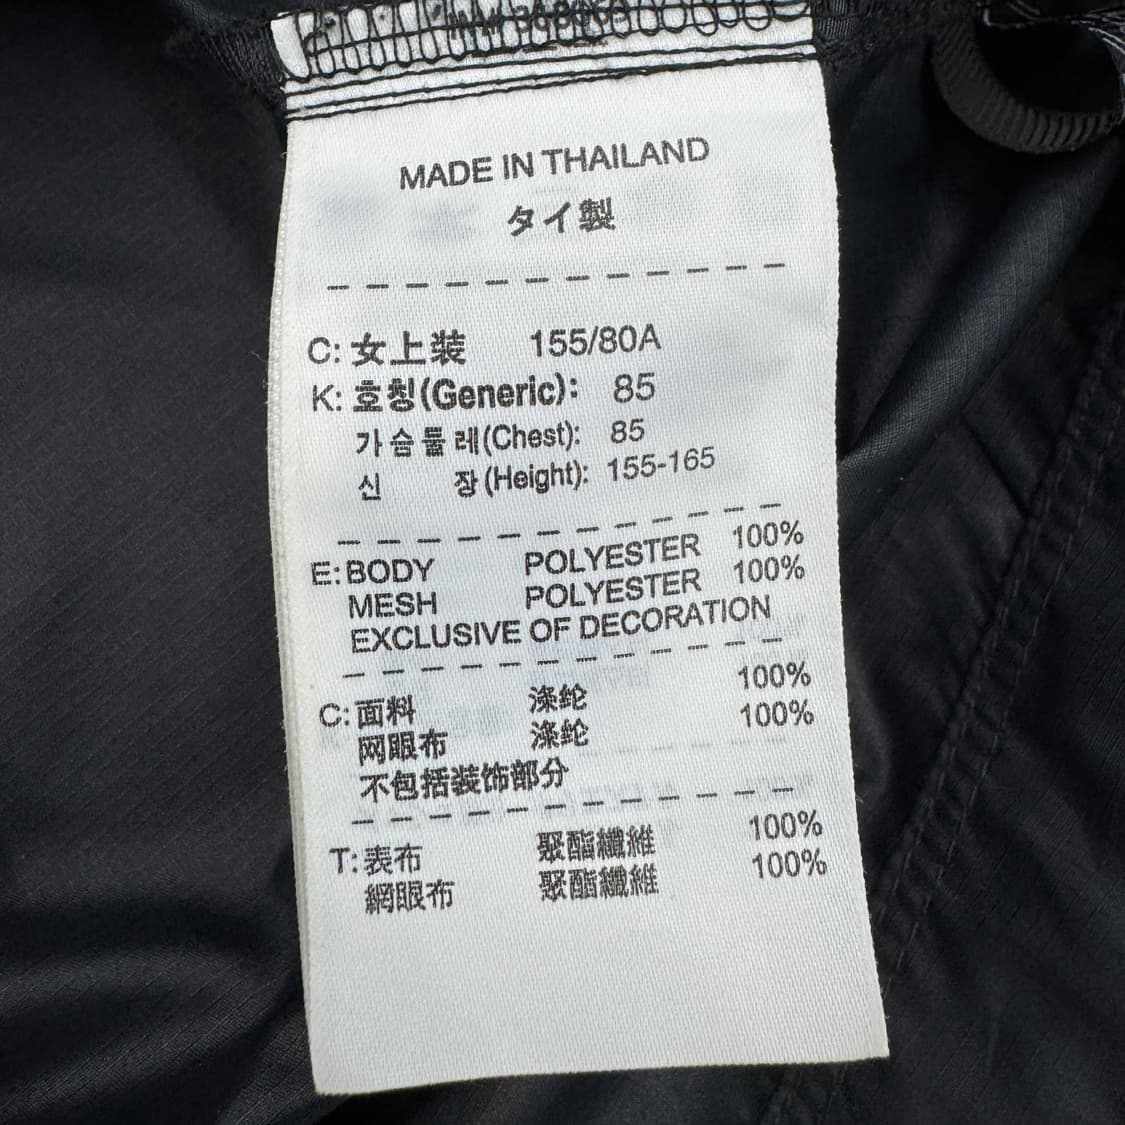 MADE IN THAILAND
タイ製
C: 女上装 155/80A
K: 호칭(Generic): 85
가슴둘레(Chest): 85
신 장(Height): 155-165
E: BODY POLYESTER 100%
MESH POLYESTER 100%
EXCLUSIVE OF DECORATION
C: 面料 涤纶 100%
网眼布 涤纶 100%
不包括装饰部分
T: 表布 聚酯纖維 100%
網眼布 聚酯纖維 100%